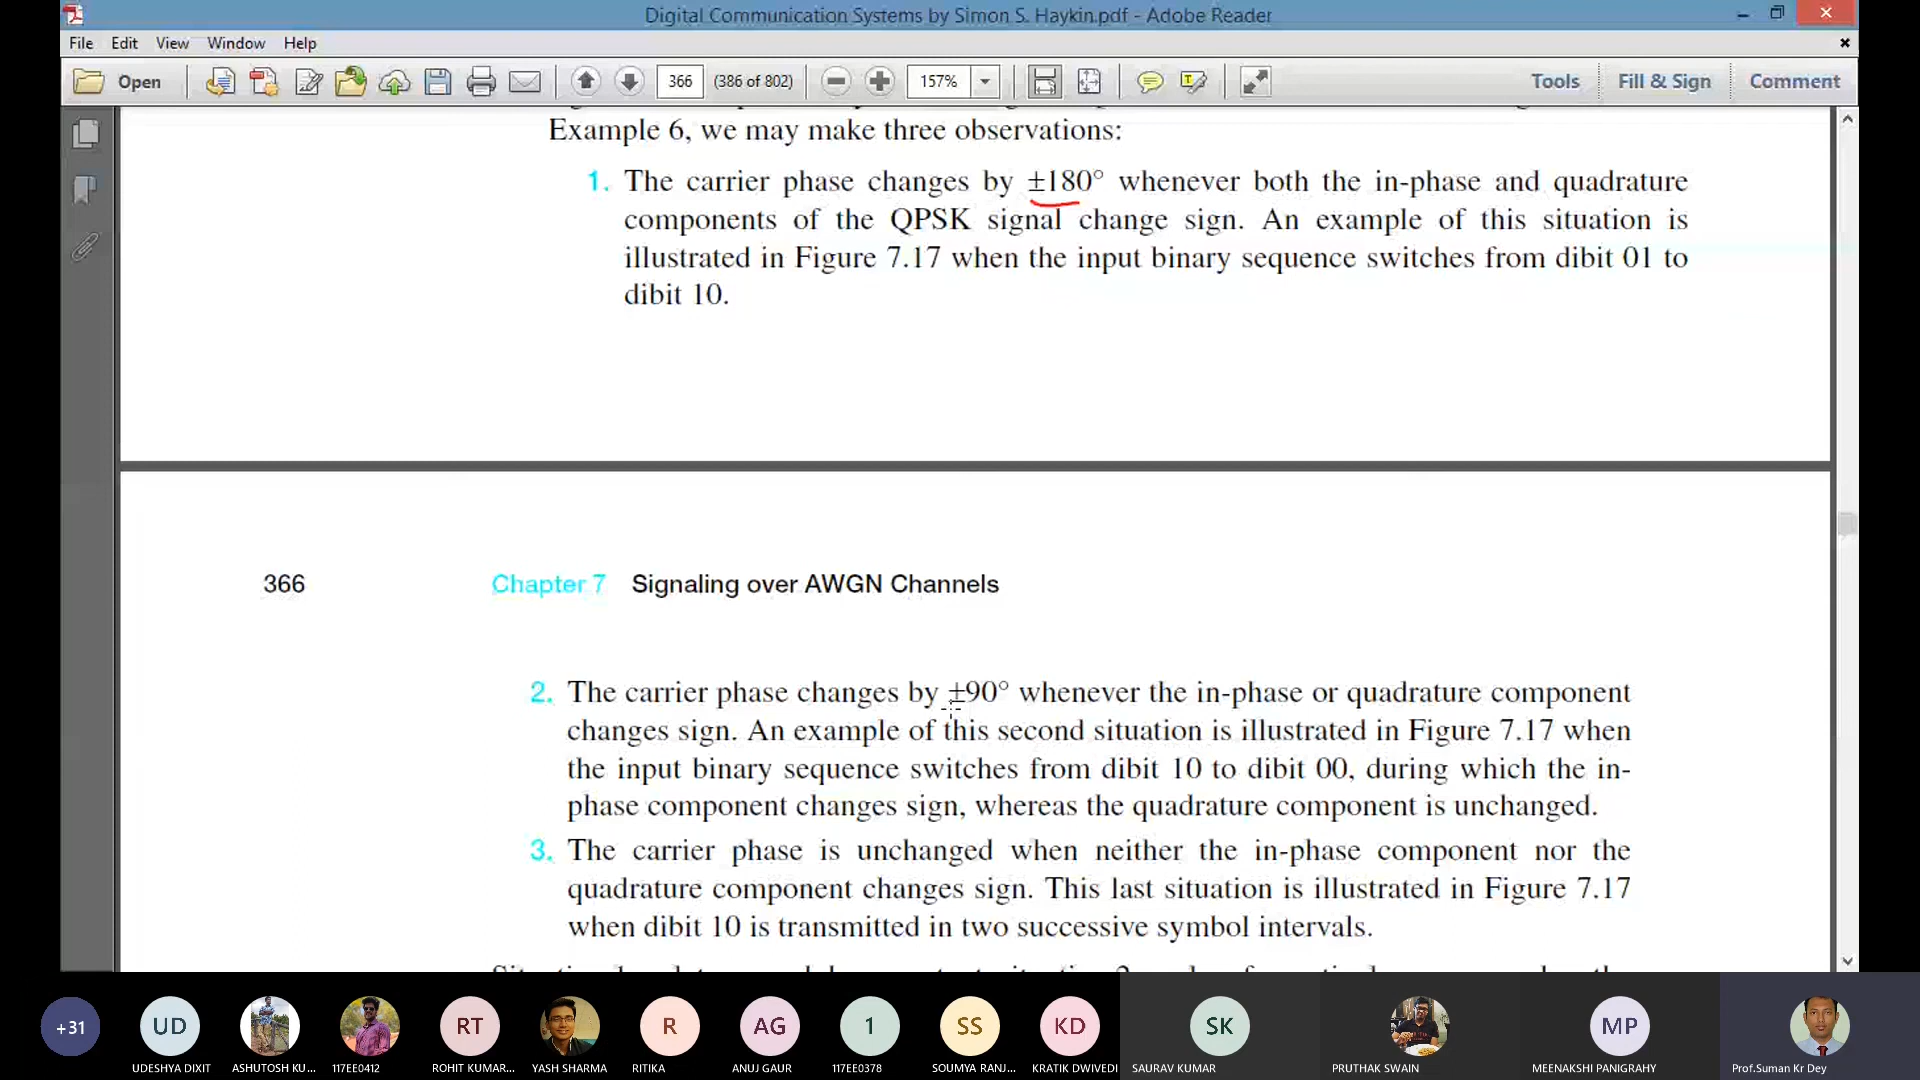 Digital Communication Systems by Simon S. Haykin.pdf - Adobe Reader
File Edit View Window Help
Open 366 (386 of 802) 157% Tools Fill & Sign Comment
Example 6, we may make three observations:
1. The carrier phase changes by ±180° whenever both the in-phase and quadrature
components of the QPSK signal change sign. An example of this situation is
illustrated in Figure 7.17 when the input binary sequence switches from dibit 01 to
dibit 10.
366 Chapter 7 Signaling over AWGN Channels
2. The carrier phase changes by ±90° whenever the in-phase or quadrature component
changes sign. An example of this second situation is illustrated in Figure 7.17 when
the input binary sequence switches from dibit 10 to dibit 00, during which the in-
phase component changes sign, whereas the quadrature component is unchanged.
3. The carrier phase is unchanged when neither the in-phase component nor the
quadrature component changes sign. This last situation is illustrated in Figure 7.17
when dibit 10 is transmitted in two successive symbol intervals.
+31 UD RT R AG 1 SS KD SK MP
UDESHYA DIXIT ASHUTOSH KU... 117EE0412 ROHIT KUMAR... YASH SHARMA RITIKA ANUJ GAUR 117EE0378 SOUMYA RANJ... KRATIK DWIVEDI SAURAV KUMAR PRUTHAK SWAIN MEENAKSHI PANIGRAHY Prof.Suman Kr Dey